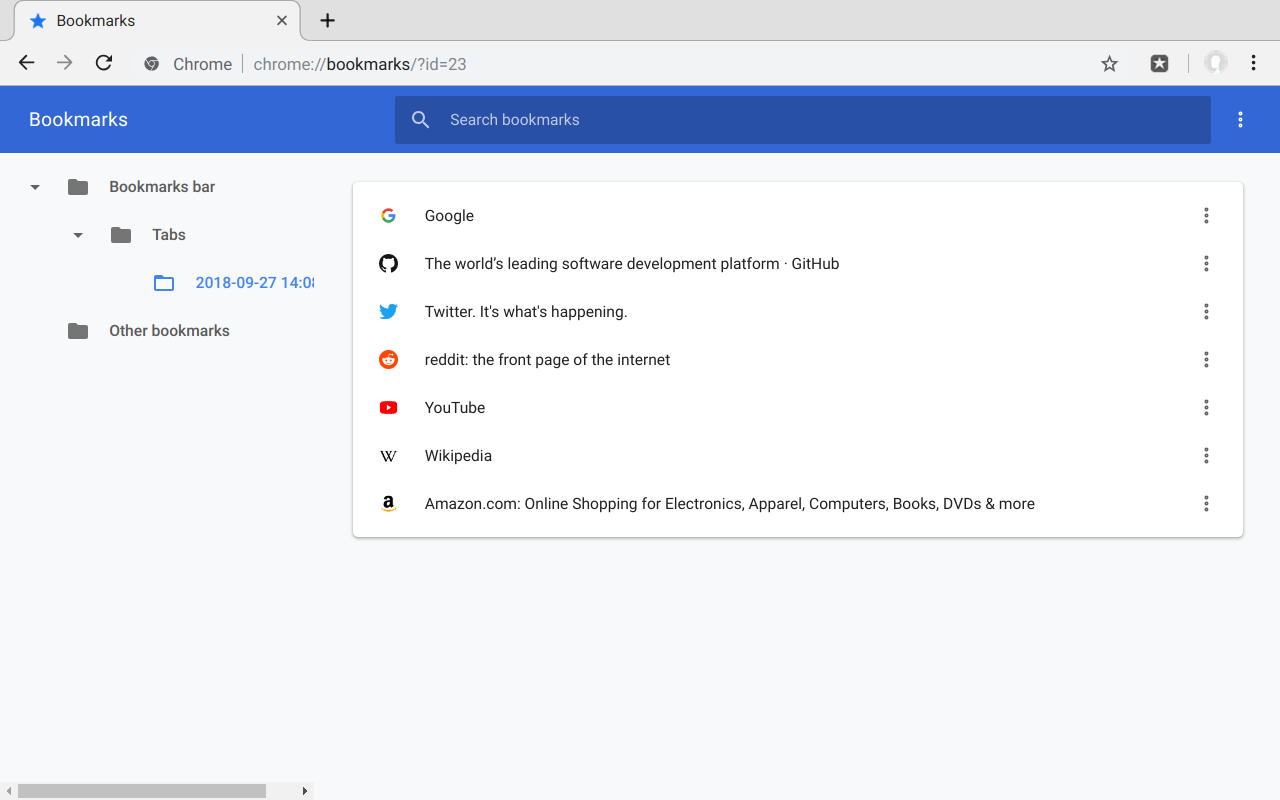 Bookmarks
Chrome chrome://bookmarks/?id=23
Bookmarks
Search bookmarks
Bookmarks bar
Tabs
2018-09-27 14:08
Other bookmarks
Google
The world’s leading software development platform · GitHub
Twitter. It's what's happening.
reddit: the front page of the internet
YouTube
Wikipedia
Amazon.com: Online Shopping for Electronics, Apparel, Computers, Books, DVDs & more